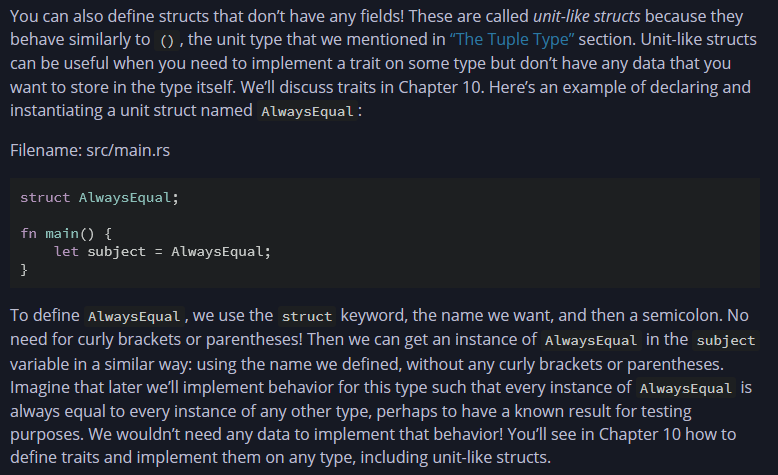 You can also define structs that don’t have any fields! These are called unit-like structs because they
behave similarly to (), the unit type that we mentioned in “The Tuple Type” section. Unit-like structs
can be useful when you need to implement a trait on some type but don’t have any data that you
want to store in the type itself. We’ll discuss traits in Chapter 10. Here’s an example of declaring and
instantiating a unit struct named AlwaysEqual:
Filename: src/main.rs
struct AlwaysEqual;
fn main() {
    let subject = AlwaysEqual;
}
To define AlwaysEqual, we use the struct keyword, the name we want, and then a semicolon. No
need for curly brackets or parentheses! Then we can get an instance of AlwaysEqual in the subject
variable in a similar way: using the name we defined, without any curly brackets or parentheses.
Imagine that later we’ll implement behavior for this type such that every instance of AlwaysEqual is
always equal to every instance of any other type, perhaps to have a known result for testing
purposes. We wouldn’t need any data to implement that behavior! You’ll see in Chapter 10 how to
define traits and implement them on any type, including unit-like structs.